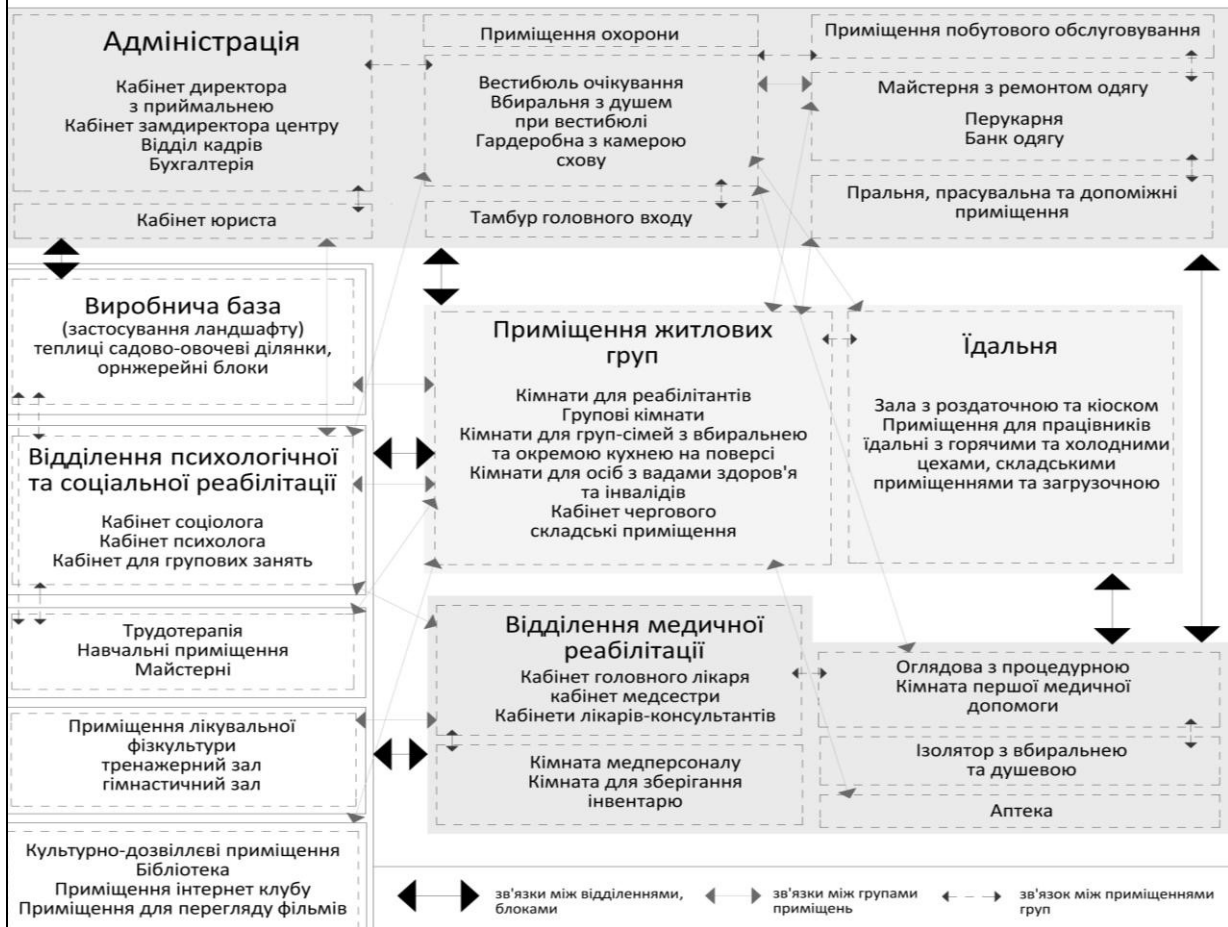 Адміністрація
Кабінет директора
з приймальнею
Кабінет замдиректора центру
Відділ кадрів
Бухгалтерія
Кабінет юриста
Приміщення охорони
Вестибюль очікування
Вбиральня з душем
при вестибюлі
Гардеробна з камерою
схову
Тамбур головного входу
Приміщення побутового обслуговування
Майстерня з ремонтом одягу
Перукарня
Банк одягу
Пральня, прасувальна та допоміжні
приміщення
Виробнича база
(застосування ландшафту)
теплиці садово-овочеві ділянки,
орнжерейні блоки
Відділення психологічної
та соціальної реабілітації
Кабінет соціолога
Кабінет психолога
Кабінет для групових занять
Трудотерапія
Навчальні приміщення
Майстерні
Приміщення лікувальної
фізкультури
тренажерний зал
гімнастичний зал
Культурно-дозвіллєві приміщення
Бібліотека
Приміщення інтернет клубу
Приміщення для перегляду фільмів
Приміщення житлових
груп
Кімнати для реабілітантів
Групові кімнати
Кімнати для груп-сімей з вбиральнею
та окремою кухнею на поверсі
Кімнати для осіб з вадами здоров'я
та інвалідів
Кабінет чергового
складські приміщення
Їдальня
Зала з роздаточною та кіоском
Приміщення для працівників
їдальні з горячими та холодними
цехами, складськими
приміщеннями та загрузочною
Відділення медичної
реабілітації
Кабінет головного лікаря
кабінет медсестри
Кабінети лікарів-консультантів
Кімната медперсоналу
Кімната для зберігання
інвентарю
Оглядова з процедурною
Кімната першої медичної
допомоги
Ізолятор з вбиральнею
та душевою
Аптека
зв'язки між відділеннями,
блоками
зв'язки між групами
приміщень
зв'язок між приміщеннями
груп